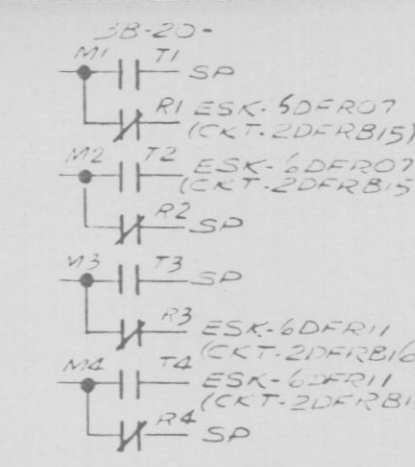 3B-20-
M1 T1 SP
R1 ESK-5DFR07
(CKT-2DFRB15)
M2 T2 ESK-6DFR07
(CKT-2DFRB15
R2 SP
M3 T3 SP
R3 ESK-6DFR11
(CKT-2DFRB16
M4 T4 ESK-6DFR11
(CKT-2DFRB1
R4 SP